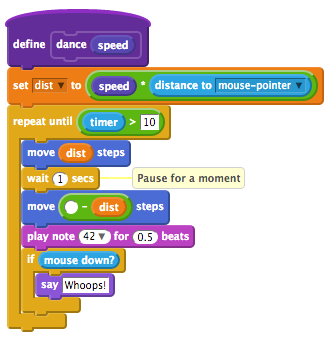 define dance speed
set dist ▼ to speed * distance to mouse-pointer ▼
repeat until timer > 10
move dist steps
wait 1 secs Pause for a moment
move - dist steps
play note 42 ▼ for 0.5 beats
if mouse down?
say Whoops!